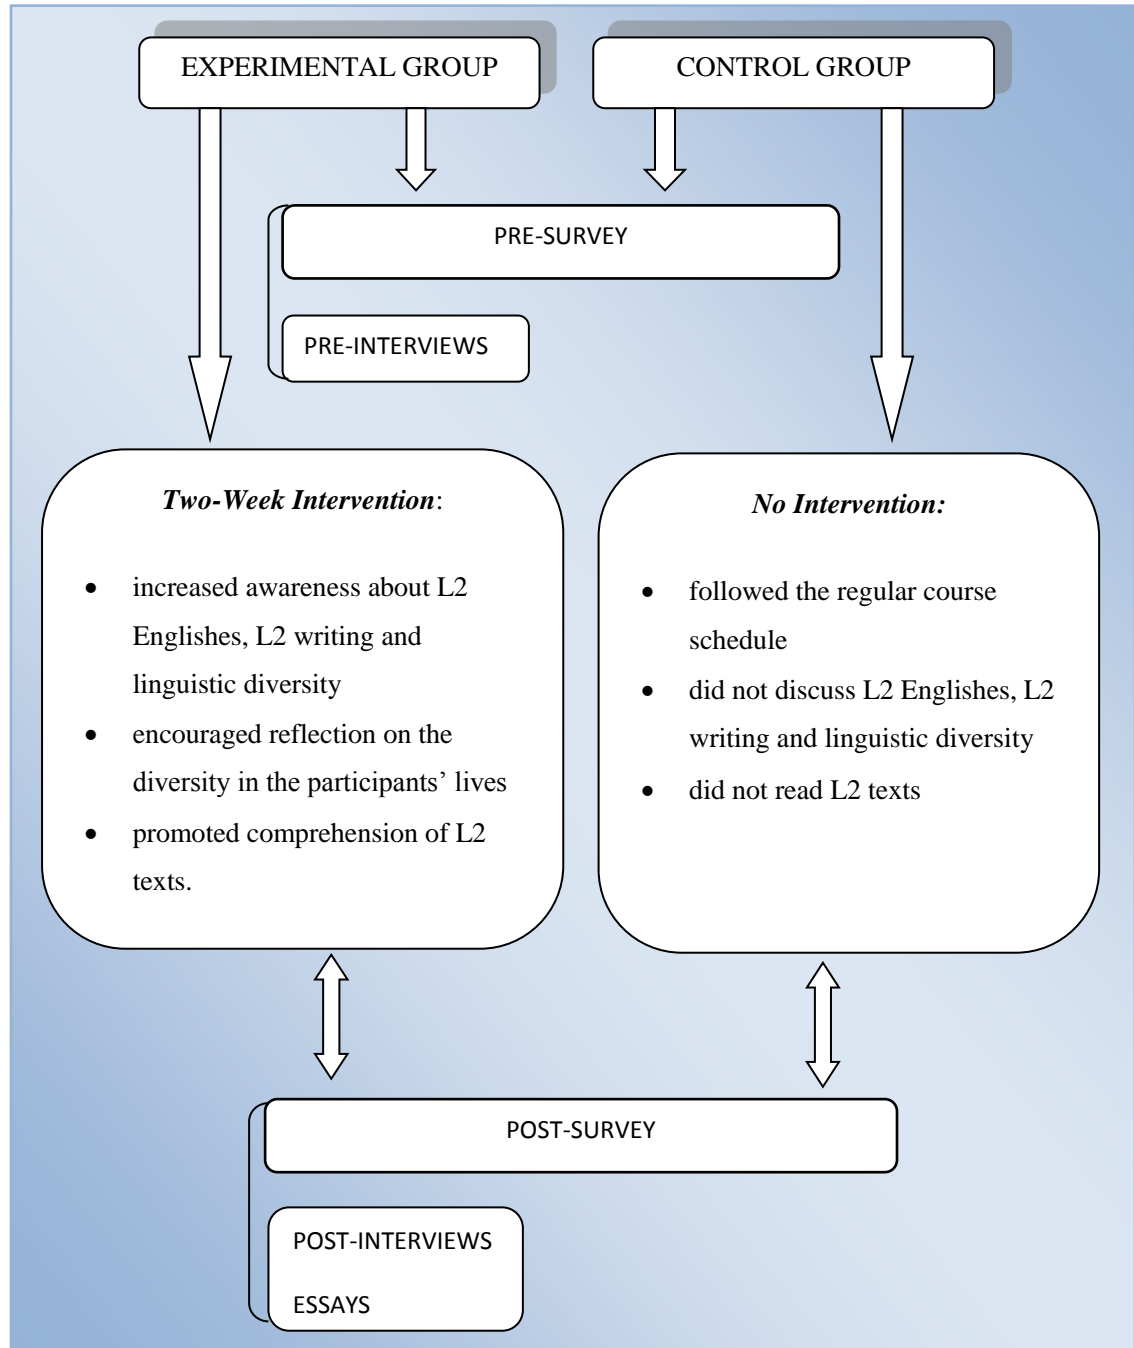 EXPERIMENTAL GROUP
CONTROL GROUP
PRE-SURVEY
PRE-INTERVIEWS
Two-Week Intervention:
• increased awareness about L2
Englishes, L2 writing and
linguistic diversity
• encouraged reflection on the
diversity in the participants’ lives
• promoted comprehension of L2
texts.
No Intervention:
• followed the regular course
schedule
• did not discuss L2 Englishes, L2
writing and linguistic diversity
• did not read L2 texts
POST-SURVEY
POST-INTERVIEWS
ESSAYS